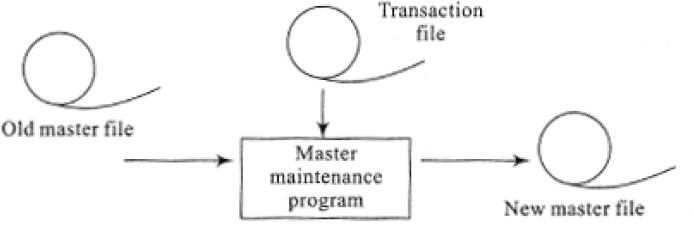 Transaction
file
Old master file
Master
maintenance
program
New master file